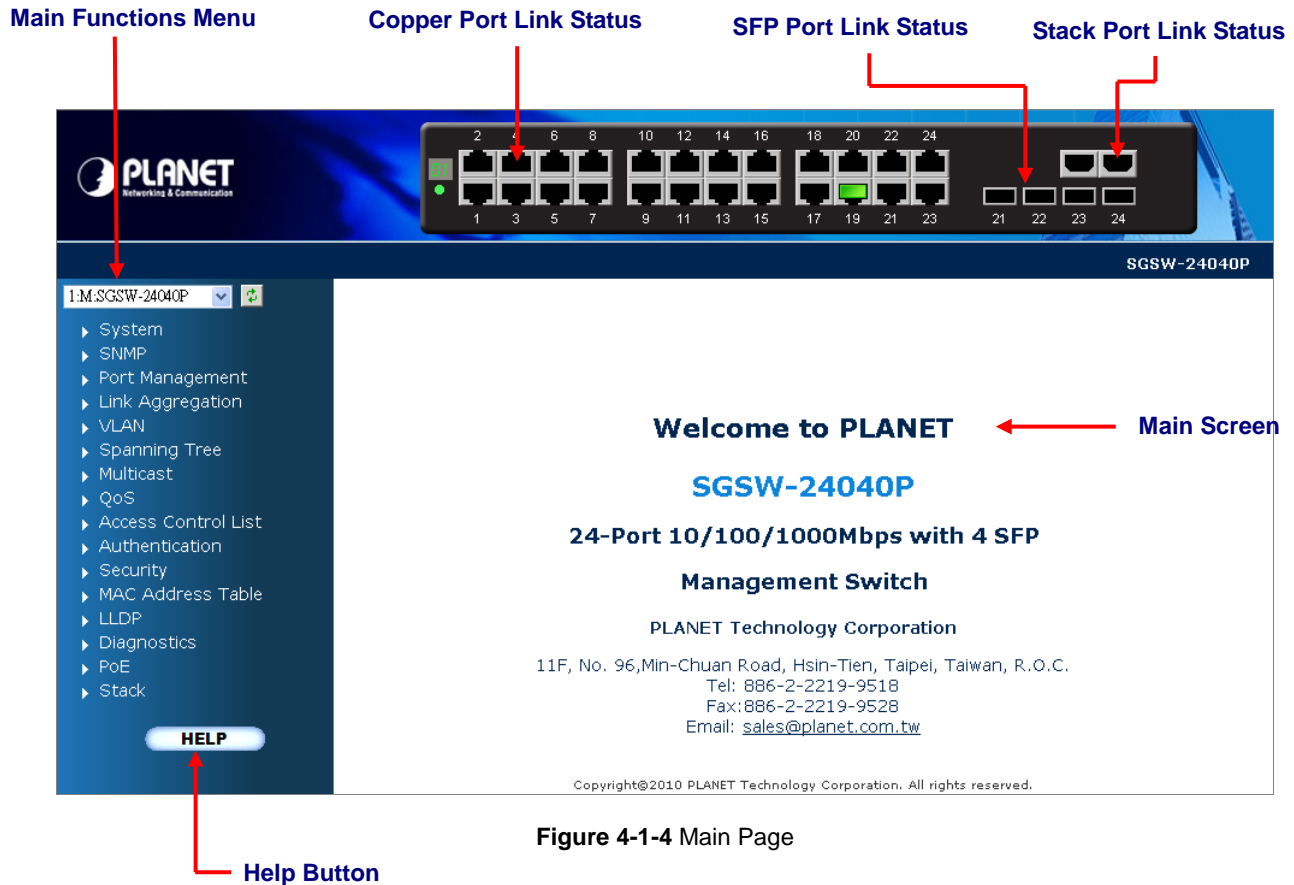 Main Functions Menu
Copper Port Link Status
SFP Port Link Status
Stack Port Link Status
PLANET
Networking & Communication
2 4 6 8 10 12 14 16 18 20 22 24
1 3 5 7 9 11 13 15 17 19 21 23 21 22 23 24
SGSW-24040P
1:M:SGSW-24040P
System
SNMP
Port Management
Link Aggregation
VLAN
Spanning Tree
Multicast
QoS
Access Control List
Authentication
Security
MAC Address Table
LLDP
Diagnostics
PoE
Stack
HELP
Welcome to PLANET
Main Screen
SGSW-24040P
24-Port 10/100/1000Mbps with 4 SFP
Management Switch
PLANET Technology Corporation
11F, No. 96,Min-Chuan Road, Hsin-Tien, Taipei, Taiwan, R.O.C.
Tel: 886-2-2219-9518
Fax:886-2-2219-9528
Email: sales@planet.com.tw
Copyright©2010 PLANET Technology Corporation. All rights reserved.
Figure 4-1-4 Main Page
Help Button